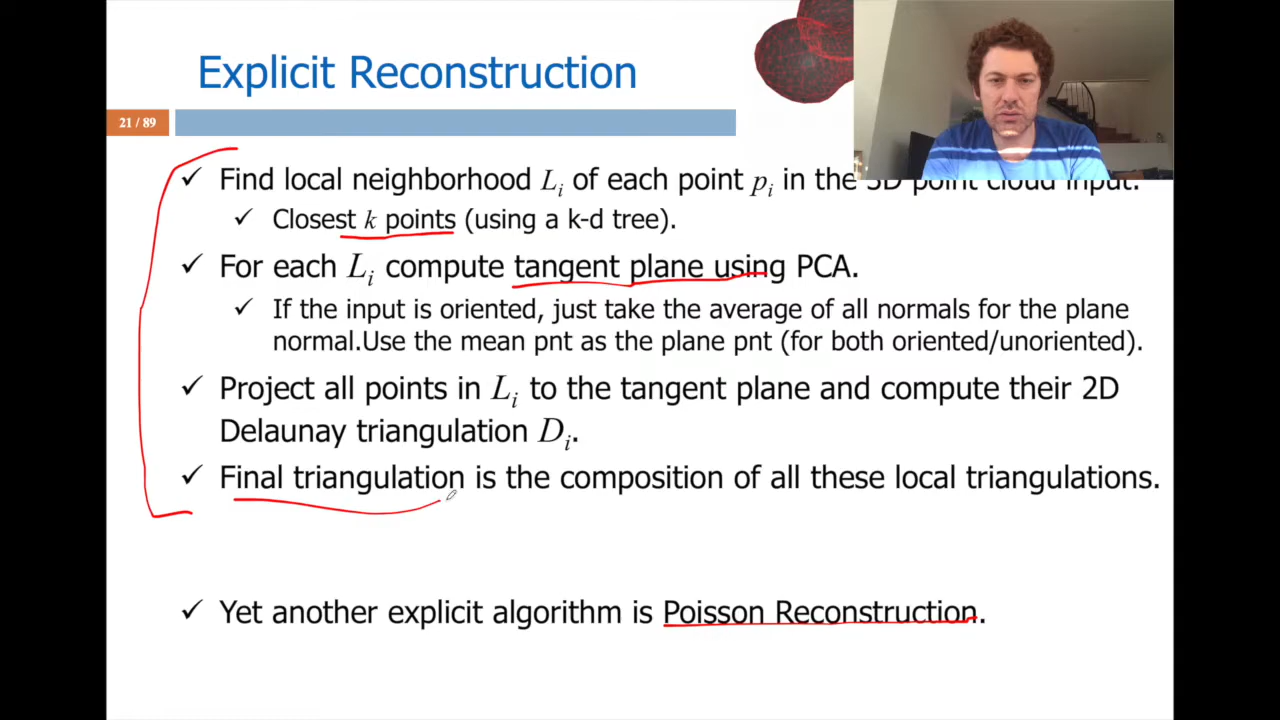 Explicit Reconstruction
21 / 89
✓ Find local neighborhood Lᵢ of each point pᵢ in the 3D point cloud input.
✓ Closest k points (using a k-d tree).
✓ For each Lᵢ compute tangent plane using PCA.
✓ If the input is oriented, just take the average of all normals for the plane
normal.Use the mean pnt as the plane pnt (for both oriented/unoriented).
✓ Project all points in Lᵢ to the tangent plane and compute their 2D
Delaunay triangulation Dᵢ.
✓ Final triangulation is the composition of all these local triangulations.
✓ Yet another explicit algorithm is Poisson Reconstruction.